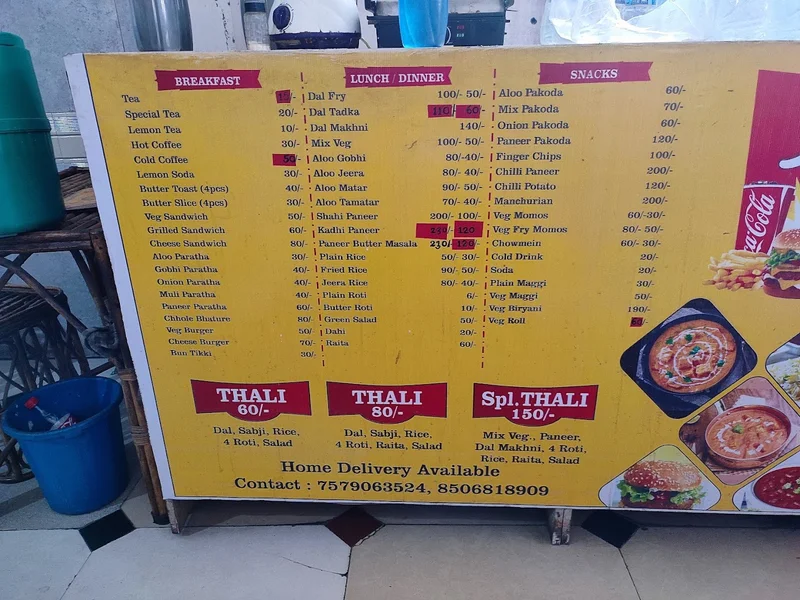 BREAKFAST
Tea
Special Tea 20/-
Lemon Tea 10/-
Hot Coffee 30/-
Cold Coffee 50/-
Lemon Soda 30/-
Butter Toast (4pcs) 40/-
Butter Slice (4pcs) 30/-
Veg Sandwich 50/-
Grilled Sandwich 60/-
Cheese Sandwich 80/-
Aloo Paratha 30/-
Gobhi Paratha 40/-
Onion Paratha 40/-
Muli Paratha 40/-
Paneer Paratha 60/-
Chhole Bhature 80/-
Veg Burger 50/-
Cheese Burger 70/-
Bun Tikki 30/-
LUNCH / DINNER
Dal Fry 100/- 50/-
Dal Tadka 110/- 60/-
Dal Makhni 140/-
Mix Veg 100/- 50/-
Aloo Gobhi 80/-40/-
Aloo Jeera 80/- 40/-
Aloo Matar 90/- 50/-
Aloo Tamatar 70/- 40/-
Shahi Paneer 200/- 100/-
Kadhi Paneer 230/- 120
Paneer Butter Masala 230/- 120/-
Plain Rice 50/- 30/-
Fried Rice 90/- 50/-
Jeera Rice 80/- 40/-
Plain Roti 6/-
Butter Roti 10/-
Green Salad 50/-
Dahi 20/-
Raita 60/-
SNACKS
Aloo Pakoda 60/-
Mix Pakoda 70/-
Onion Pakoda 60/-
Paneer Pakoda 120/-
Finger Chips 100/-
Chilli Paneer 200/-
Chilli Potato 120/-
Manchurian 200/-
Veg Momos 60/-30/-
Veg Fry Momos 80/- 50/-
Chowmein 60/- 30/-
Cold Drink 20/-
Soda 20/-
Plain Maggi 30/-
Veg Maggi 50/-
Veg Biryani 190/-
Veg Roll
THALI
60/-
Dal, Sabji, Rice,
4 Roti, Salad
THALI
80/-
Dal, Sabji, Rice,
4 Roti, Raita, Salad
Spl.THALI
150/-
Mix Veg., Paneer,
Dal Makhni, 4 Roti,
Rice, Raita, Salad
Home Delivery Available
Contact : 7579063524, 8506818909
ca-Cola